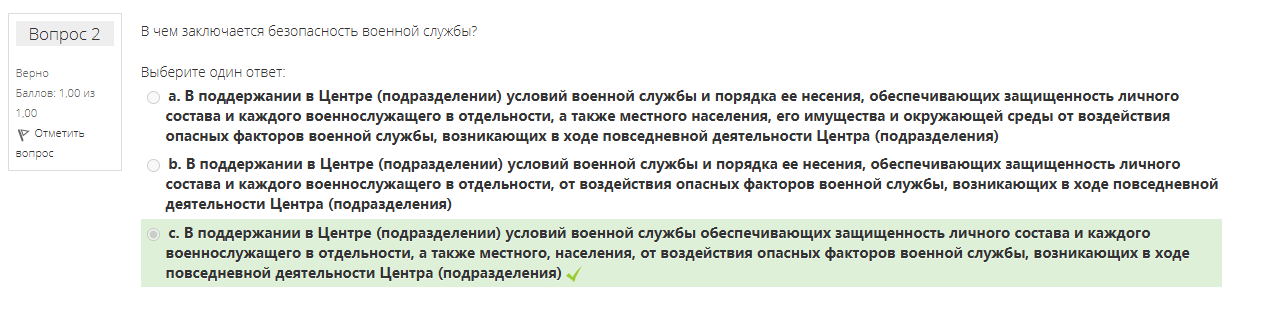 Вопрос 2
Верно
Баллов: 1,00 из
1,00
Отметить
вопрос
В чем заключается безопасность военной службы?
Выберите один ответ:
a. В поддержании в Центре (подразделении) условий военной службы и порядка ее несения, обеспечивающих защищенность личного
состава и каждого военнослужащего в отдельности, а также местного населения, его имущества и окружающей среды от воздействия
опасных факторов военной службы, возникающих в ходе повседневной деятельности Центра (подразделения)
b. В поддержании в Центре (подразделении) условий военной службы и порядка ее несения, обеспечивающих защищенность личного
состава и каждого военнослужащего в отдельности, от воздействия опасных факторов военной службы, возникающих в ходе повседневной
деятельности Центра (подразделения)
c. В поддержании в Центре (подразделении) условий военной службы обеспечивающих защищенность личного состава и каждого
военнослужащего в отдельности, а также местного, населения, от воздействия опасных факторов военной службы, возникающих в ходе
повседневной деятельности Центра (подразделения)